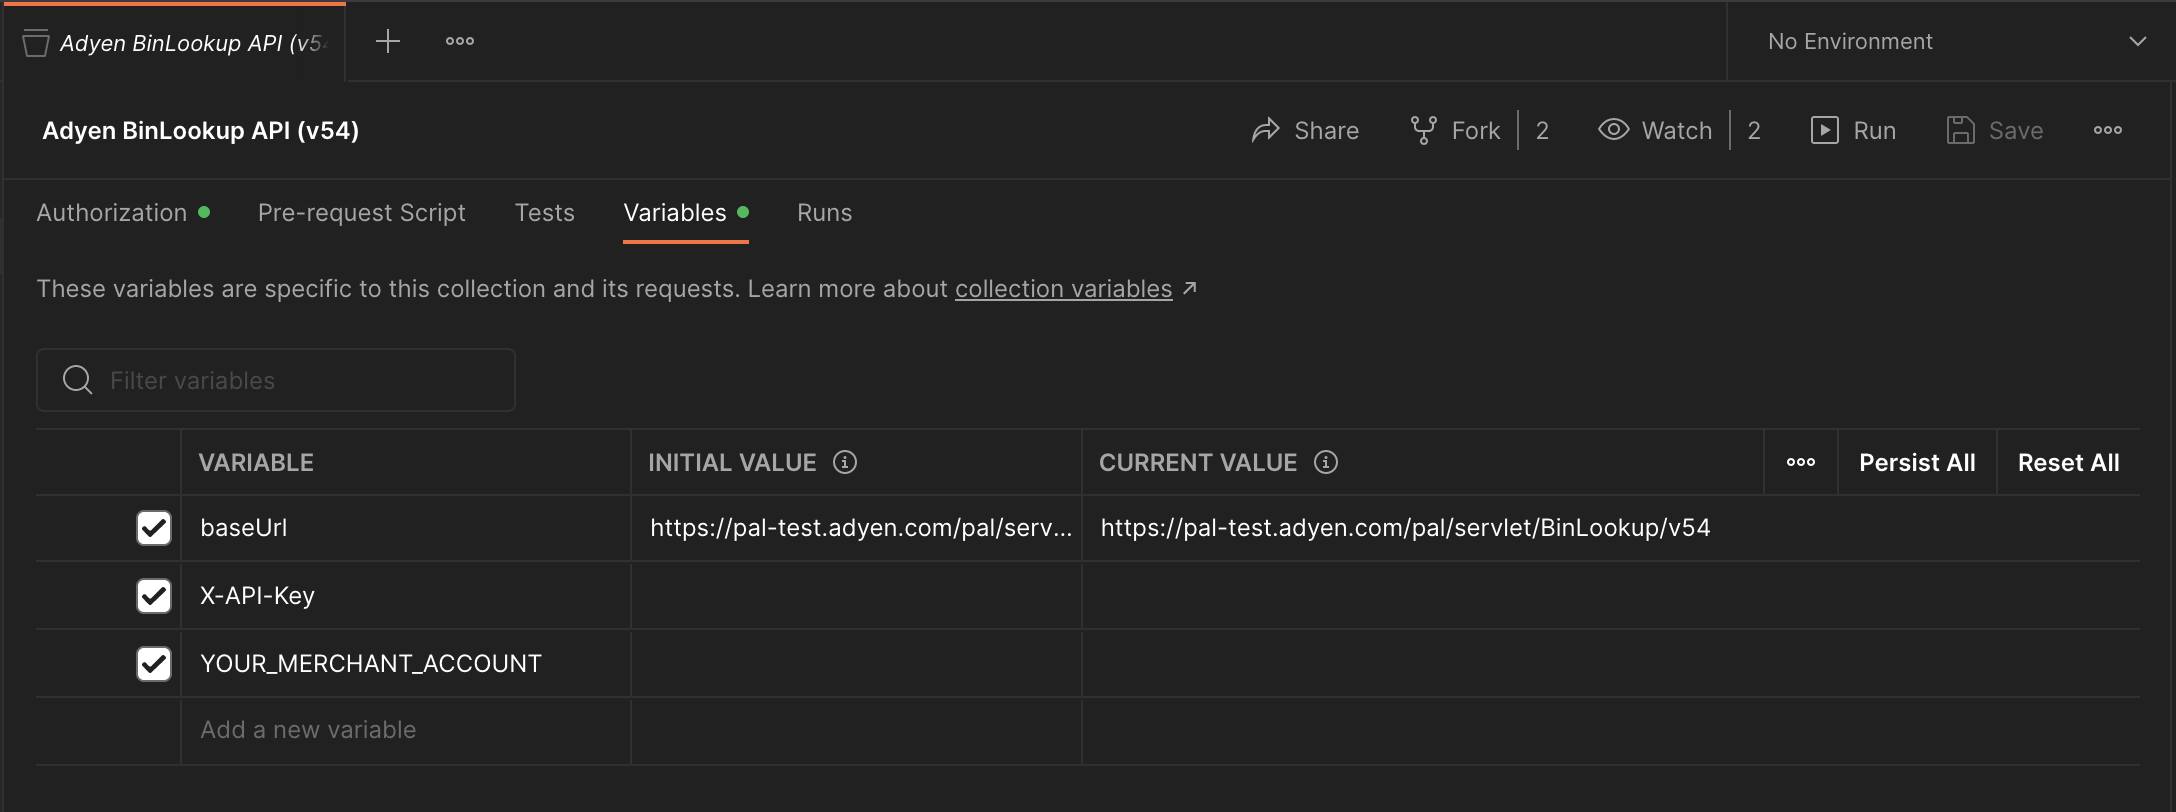 Adyen BinLookup API (v5
No Environment
Adyen BinLookup API (v54)
Share
Fork 2
Watch 2
Run
Save
Authorization
Pre-request Script
Tests
Variables
Runs
These variables are specific to this collection and its requests. Learn more about collection variables ↗
Filter variables
VARIABLE
INITIAL VALUE
CURRENT VALUE
Persist All
Reset All
baseUrl
https://pal-test.adyen.com/pal/serv...
https://pal-test.adyen.com/pal/servlet/BinLookup/v54
X-API-Key
YOUR_MERCHANT_ACCOUNT
Add a new variable